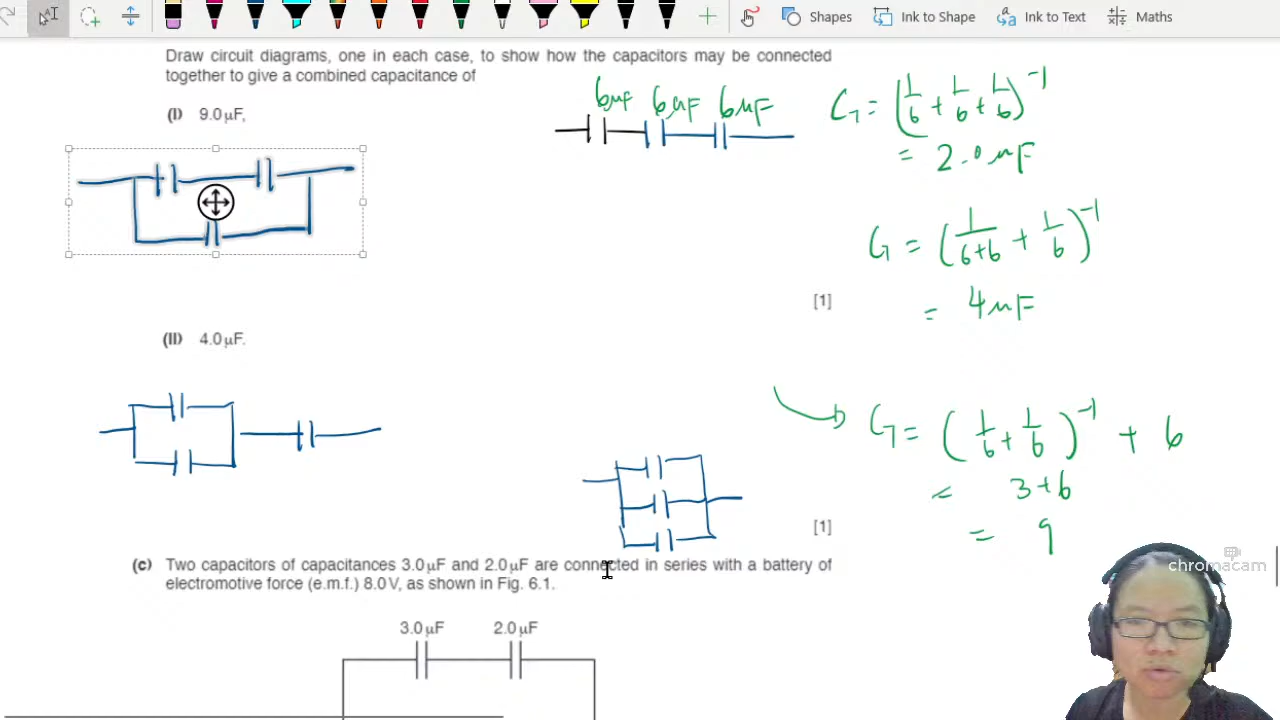 Shapes
Ink to Shape
Ink to Text
Maths
Draw circuit diagrams, one in each case, to show how the capacitors may be connected
together to give a combined capacitance of
(i) 9.0 μF,
6μF 6μF 6μF
C_T = (1/6 + 1/6 + 1/6)^-1
= 2.0 μF
C_T = (1/(6+6) + 1/6)^-1
= 4μF
[1]
(ii) 4.0 μF.
C_T = (1/6 + 1/6)^-1 + 6
= 3+6
= 9
[1]
(c) Two capacitors of capacitances 3.0 μF and 2.0 μF are connected in series with a battery of
electromotive force (e.m.f.) 8.0 V, as shown in Fig. 6.1.
3.0 μF 2.0 μF
chromacam